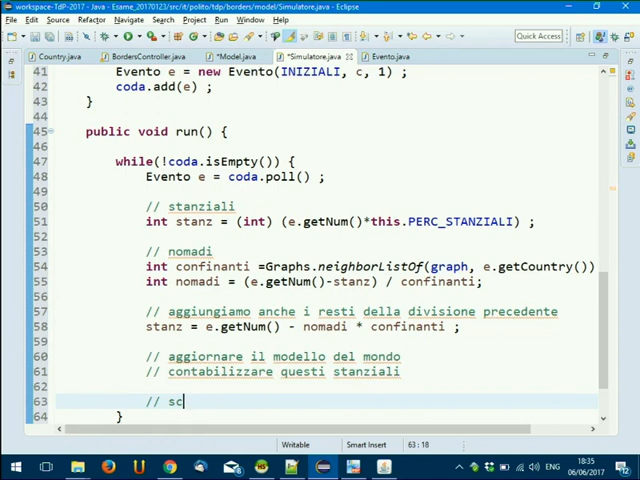 workspace-TdP-2017 - Java - Esame_20170123/src/it/polito/tdp/borders/model/Simulatore.java - Eclipse
File Edit Source Refactor Navigate Search Project Run Window Help
Quick Access
Country.java BordersController.java *Model.java *Simulatore.java Evento.java
41 Evento e = new Evento(INIZIALI, c, 1) ;
42 coda.add(e) ;
43 }
44
45 public void run() {
46
47 while(!coda.isEmpty()) {
48 Evento e = coda.poll() ;
49
50 // stanziali
51 int stanz = (int) (e.getNum()*this.PERC_STANZIALI) ;
52
53 // nomadi
54 int confinanti =Graphs.neighborListOf(graph, e.getCountry())
55 int nomadi = (e.getNum()-stanz) / confinanti;
56
57 // aggiungiamo anche i resti della divisione precedente
58 stanz = e.getNum() - nomadi * confinanti ;
59
60 // aggiornare il modello del mondo
61 // contabilizzare questi stanziali
62
63 // sc
64 }
Writable Smart Insert 63 : 18
ENG 18:35
06/06/2017